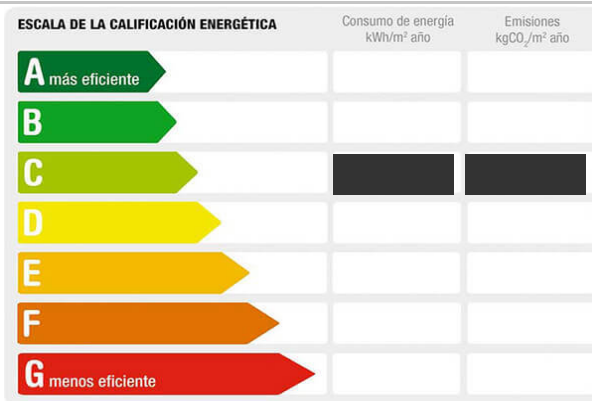 ESCALA DE LA CALIFICACIÓN ENERGÉTICA
Consumo de energía
kWh/m² año
Emisiones
kgCO₂/m² año
A más eficiente
B
C
D
E
F
G menos eficiente